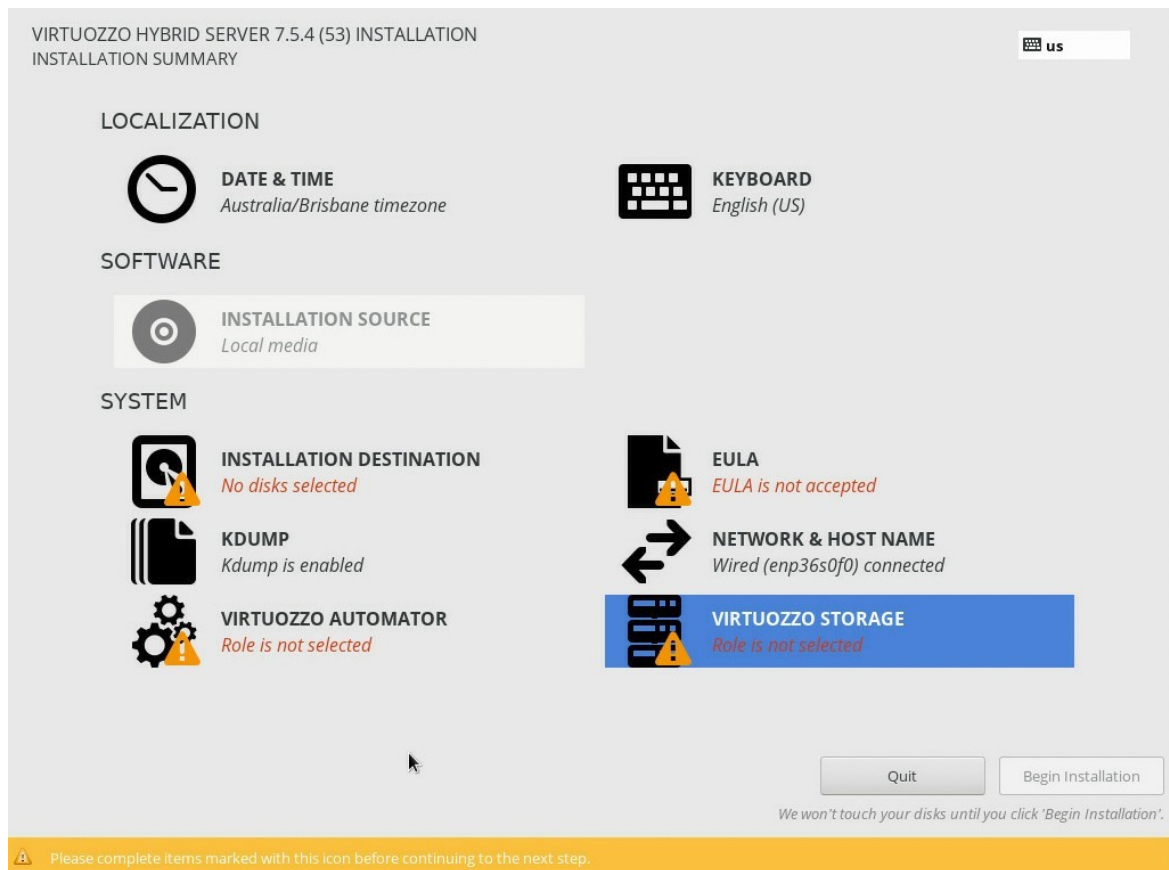 VIRTUOZZO HYBRID SERVER 7.5.4 (53) INSTALLATION
INSTALLATION SUMMARY
us
LOCALIZATION
DATE & TIME
Australia/Brisbane timezone
KEYBOARD
English (US)
SOFTWARE
INSTALLATION SOURCE
Local media
SYSTEM
INSTALLATION DESTINATION
No disks selected
EULA
EULA is not accepted
KDUMP
Kdump is enabled
NETWORK & HOST NAME
Wired (enp36s0f0) connected
VIRTUOZZO AUTOMATOR
Role is not selected
VIRTUOZZO STORAGE
Role is not selected
Quit
Begin Installation
We won't touch your disks until you click 'Begin Installation'.
Please complete items marked with this icon before continuing to the next step.